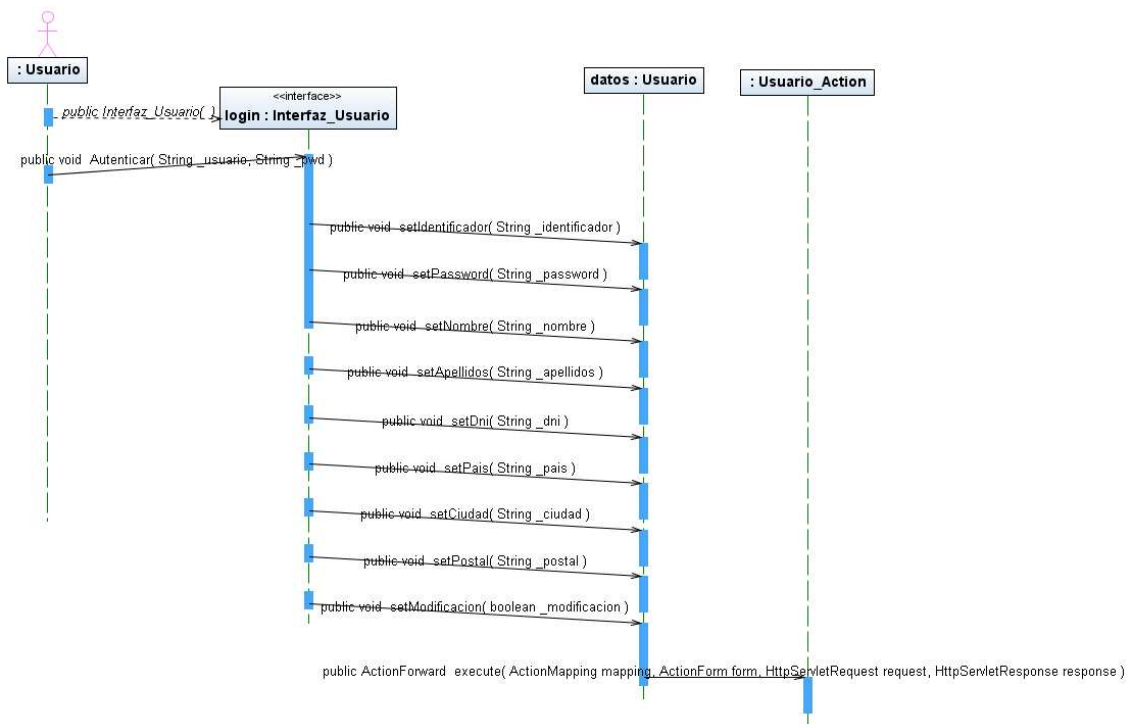 : Usuario
public Interfaz_Usuario( )
<<interface>>
login : Interfaz_Usuario
datos : Usuario
: Usuario_Action
public void Autenticar( String _usuario, String _pwd )
public void setIdentificador( String _identificador )
public void setPassword( String _password )
public void setNombre( String _nombre )
public void setApellidos( String _apellidos )
public void setDni( String _dni )
public void setPais( String _pais )
public void setCiudad( String _ciudad )
public void setPostal( String _postal )
public void setModificacion( boolean _modificacion )
public ActionForward execute( ActionMapping mapping, ActionForm form, HttpServletRequest request, HttpServletResponse response )